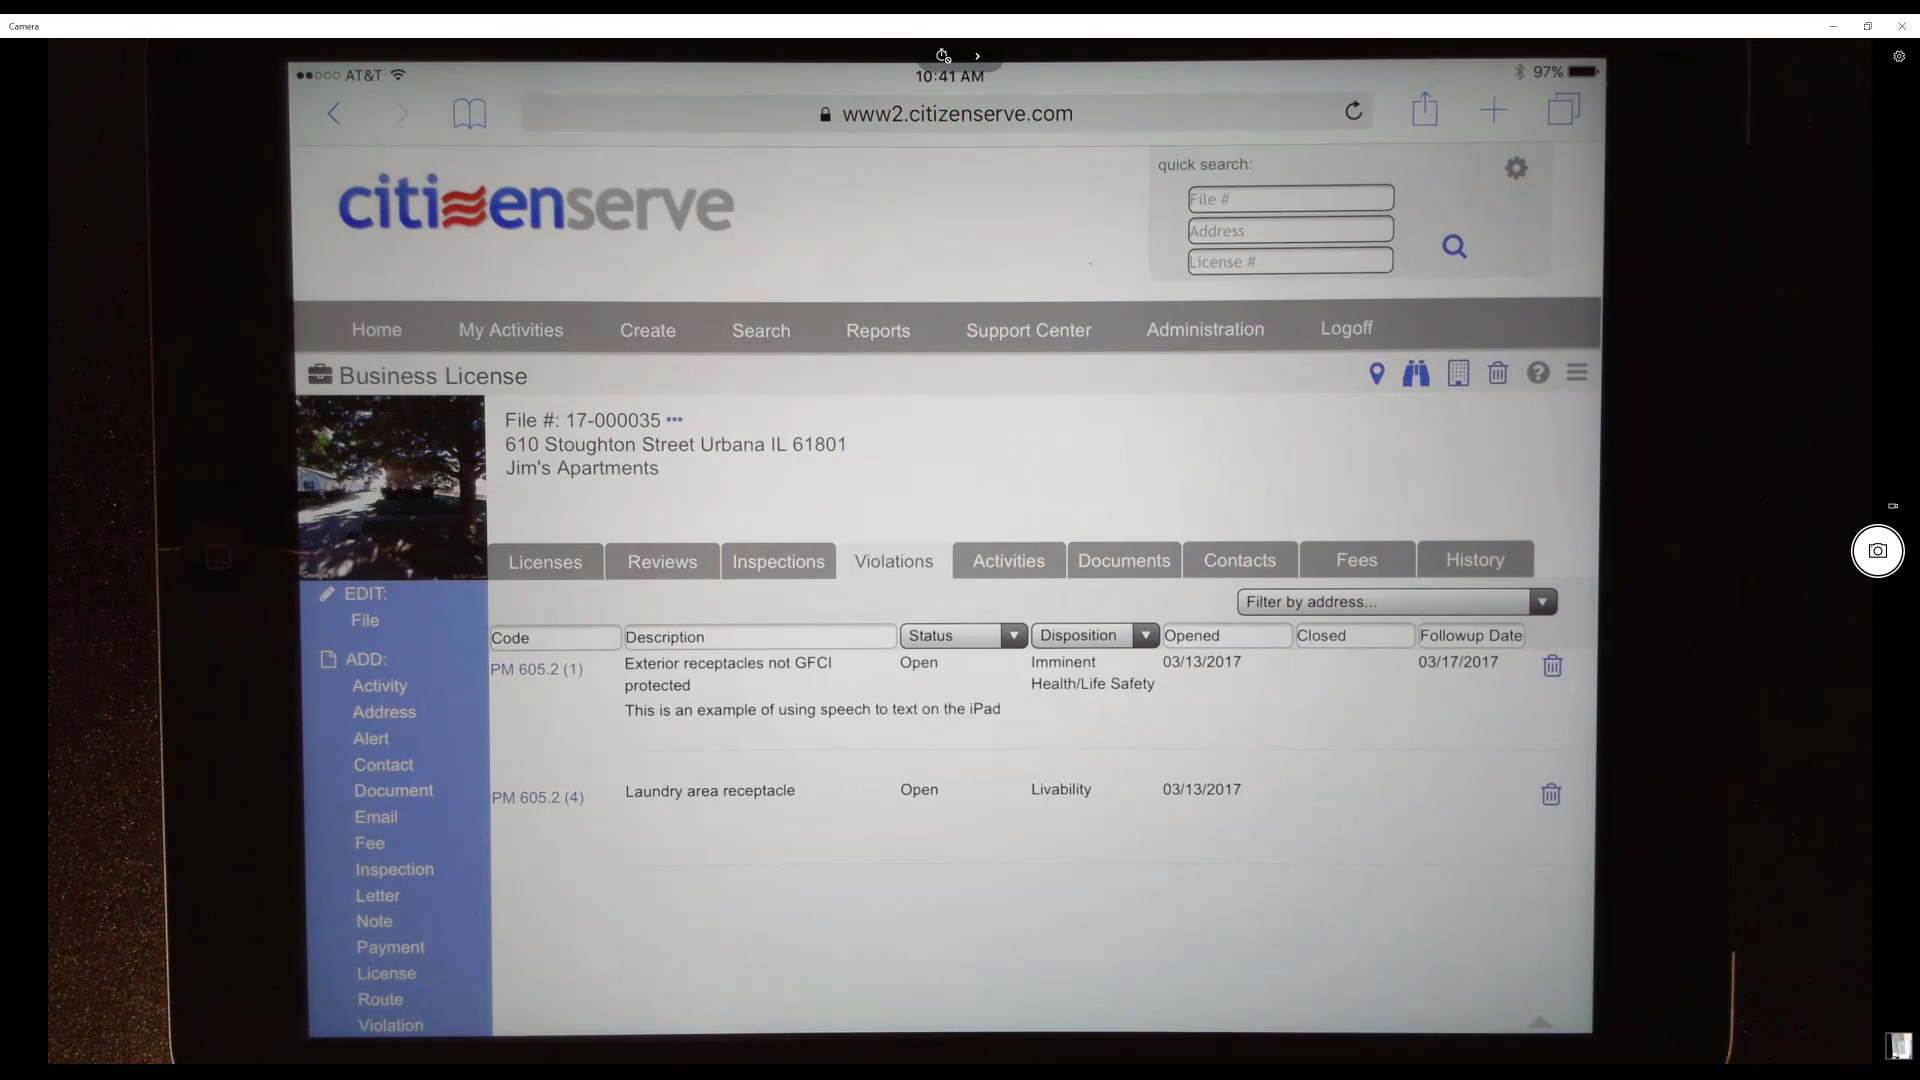 Camera
AT&T
10:41 AM
97%
www2.citizenserve.com
citizenserve
quick search:
File #
Address
License #
Home My Activities Create Search Reports Support Center Administration Logoff
Business License
File #: 17-000035 •••
610 Stoughton Street Urbana IL 61801
Jim's Apartments
Google
Licenses Reviews Inspections Violations Activities Documents Contacts Fees History
EDIT:
File
ADD:
Activity
Address
Alert
Contact
Document
Email
Fee
Inspection
Letter
Note
Payment
License
Route
Violation
Filter by address...
Code Description Status Disposition Opened Closed Followup Date
PM 605.2 (1) Exterior receptacles not GFCI Open Imminent 03/13/2017 03/17/2017
protected Health/Life Safety
This is an example of using speech to text on the iPad
PM 605.2 (4) Laundry area receptacle Open Livability 03/13/2017